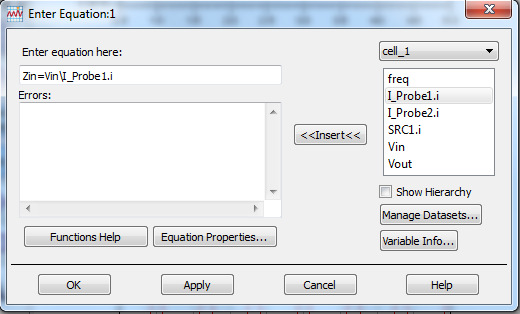 Enter Equation:1
Enter equation here:
Zin=Vin\I_Probe1.i
Errors:
<<Insert<<
cell_1
freq
I_Probe1.i
I_Probe2.i
SRC1.i
Vin
Vout
Show Hierarchy
Manage Datasets...
Variable Info...
Functions Help
Equation Properties...
OK
Apply
Cancel
Help